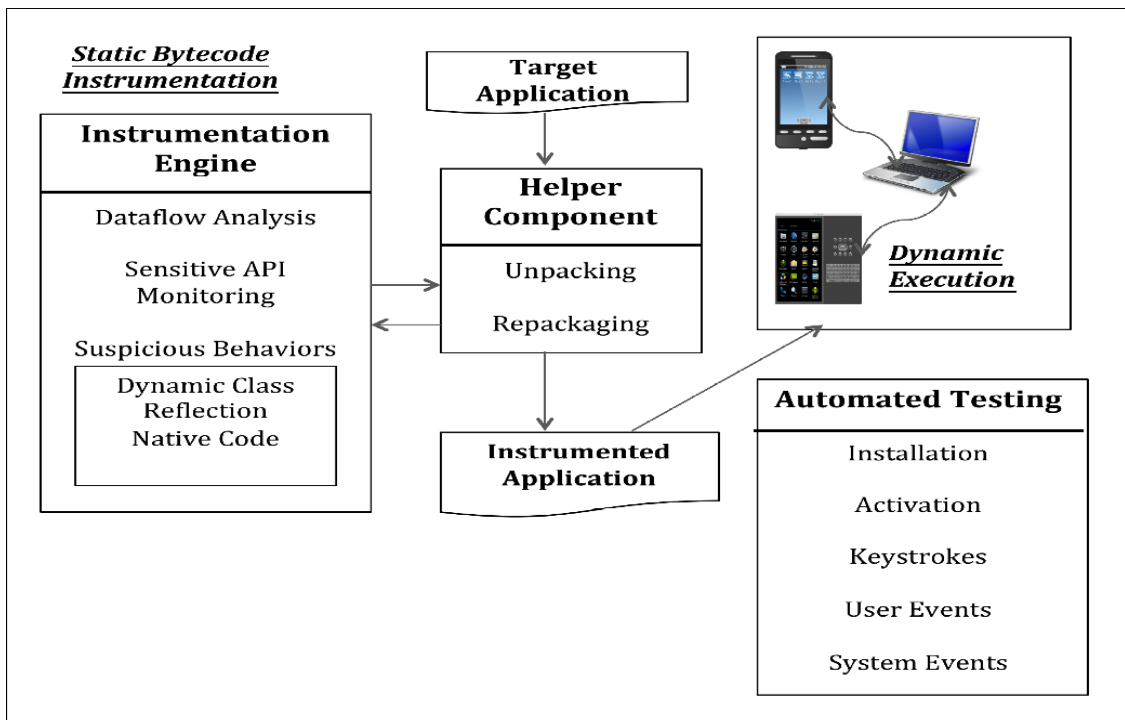 Static Bytecode
Instrumentation
Instrumentation
Engine
Dataflow Analysis
Sensitive API
Monitoring
Suspicious Behaviors
Dynamic Class
Reflection
Native Code
Target
Application
Helper
Component
Unpacking
Repackaging
Instrumented
Application
Dynamic
Execution
Automated Testing
Installation
Activation
Keystrokes
User Events
System Events